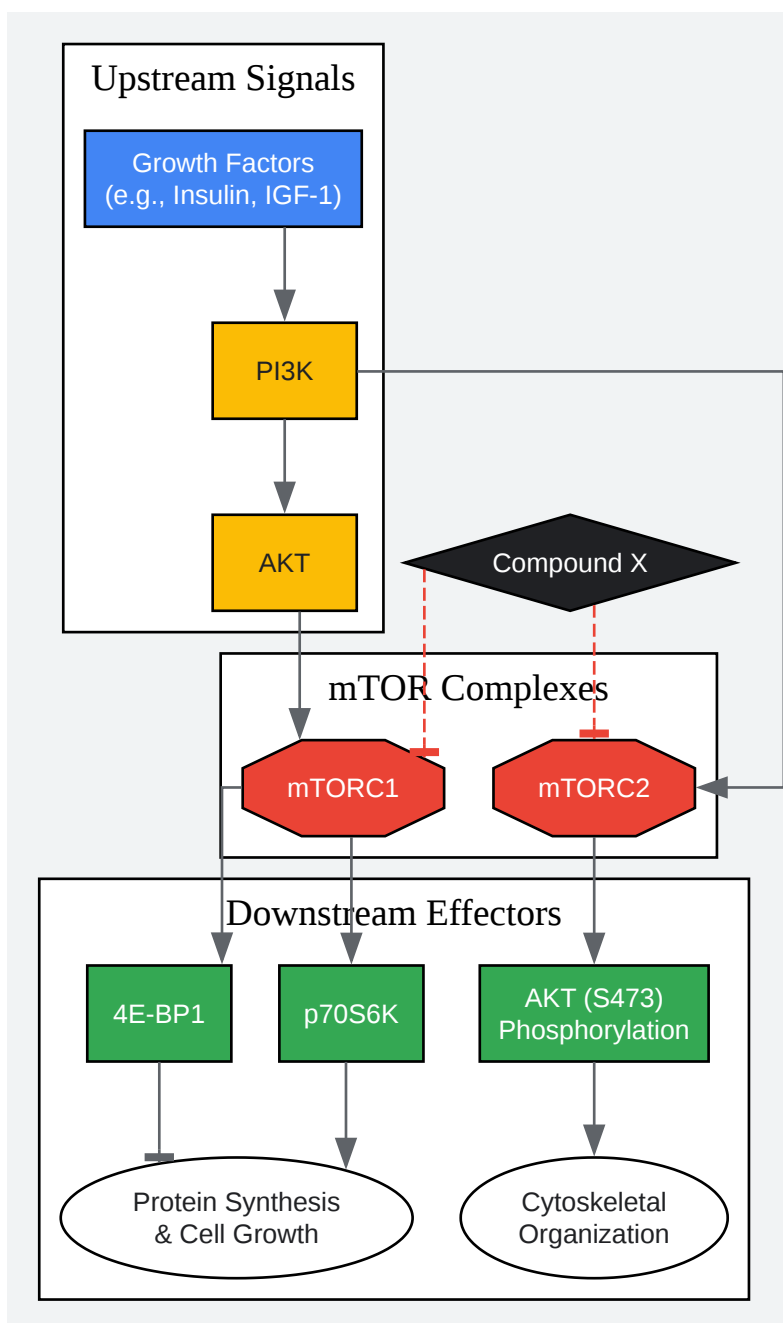 Upstream Signals
Growth Factors
(e.g., Insulin, IGF-1)
PI3K
AKT
Compound X
mTOR Complexes
mTORC1
mTORC2
Downstream Effectors
4E-BP1
p70S6K
AKT (S473)
Phosphorylation
Protein Synthesis
& Cell Growth
Cytoskeletal
Organization